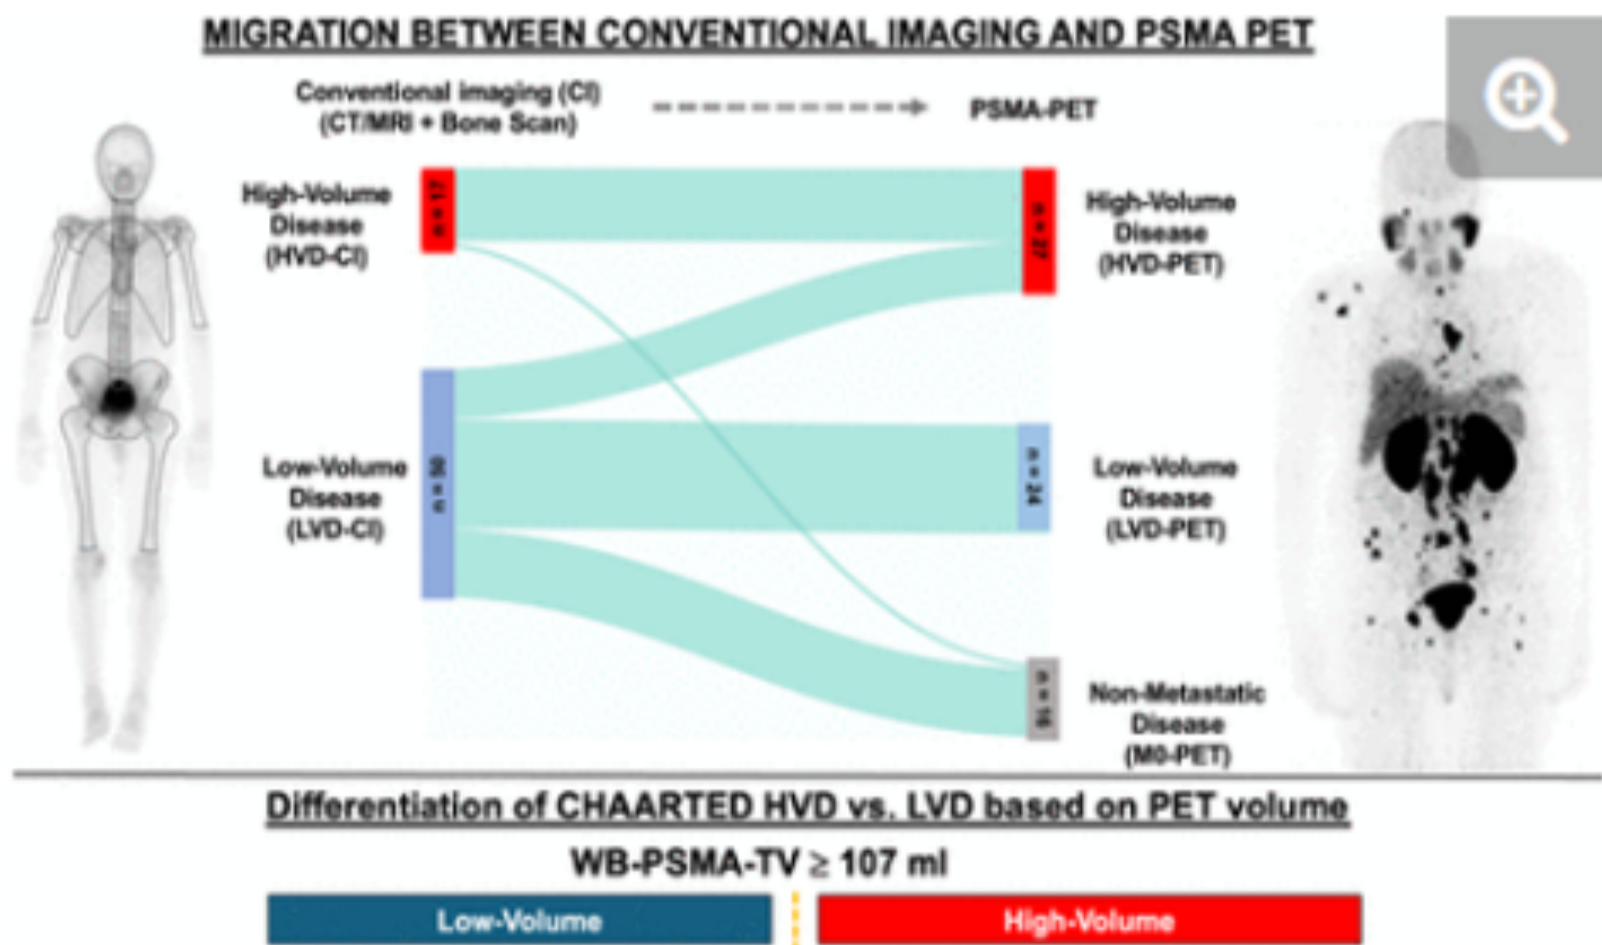 MIGRATION BETWEEN CONVENTIONAL IMAGING AND PSMA PET
Conventional imaging (CI)
(CT/MRI + Bone Scan)
PSMA-PET
High-Volume
Disease
(HVD-CI)
n = 17
n = 27
High-Volume
Disease
(HVD-PET)
Low-Volume
Disease
(LVD-CI)
n = 50
n = 24
Low-Volume
Disease
(LVD-PET)
n = 16
Non-Metastatic
Disease
(M0-PET)
Differentiation of CHAARTED HVD vs. LVD based on PET volume
WB-PSMA-TV ≥ 107 ml
Low-Volume
High-Volume